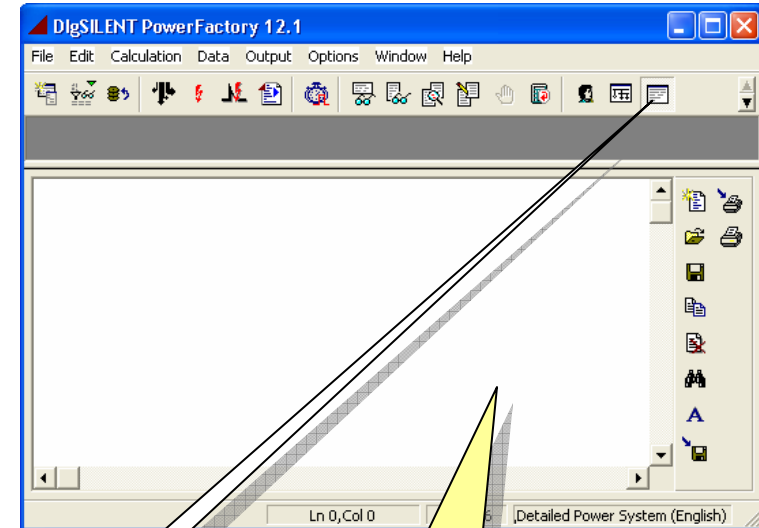 DIgSILENT PowerFactory 12.1
File Edit Calculation Data Output Options Window Help
Ln 0,Col 0
,Detailed Power System (English)